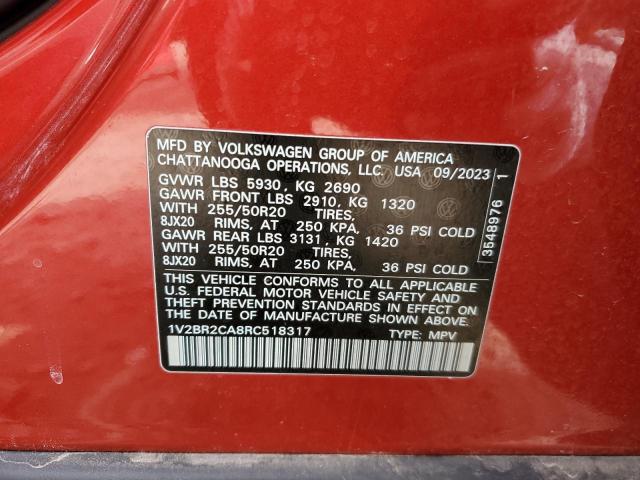 MFD BY VOLKSWAGEN GROUP OF AMERICA
CHATTANOOGA OPERATIONS, LLC. USA 09/2023
GVWR LBS 5930, KG 2690
GAWR FRONT LBS 2910, KG 1320
WITH 255/50R20 TIRES,
8JX20 RIMS, AT 250 KPA, 36 PSI COLD
GAWR REAR LBS 3131, KG 1420
WITH 255/50R20 TIRES,
8JX20 RIMS, AT 250 KPA, 36 PSI COLD
THIS VEHICLE CONFORMS TO ALL APPLICABLE
U.S. FEDERAL MOTOR VEHICLE SAFETY AND
THEFT PREVENTION STANDARDS IN EFFECT ON
THE DATE OF MANUFACTURE SHOWN ABOVE
1V2BR2CA8RC518317 TYPE: MPV
3548976 1